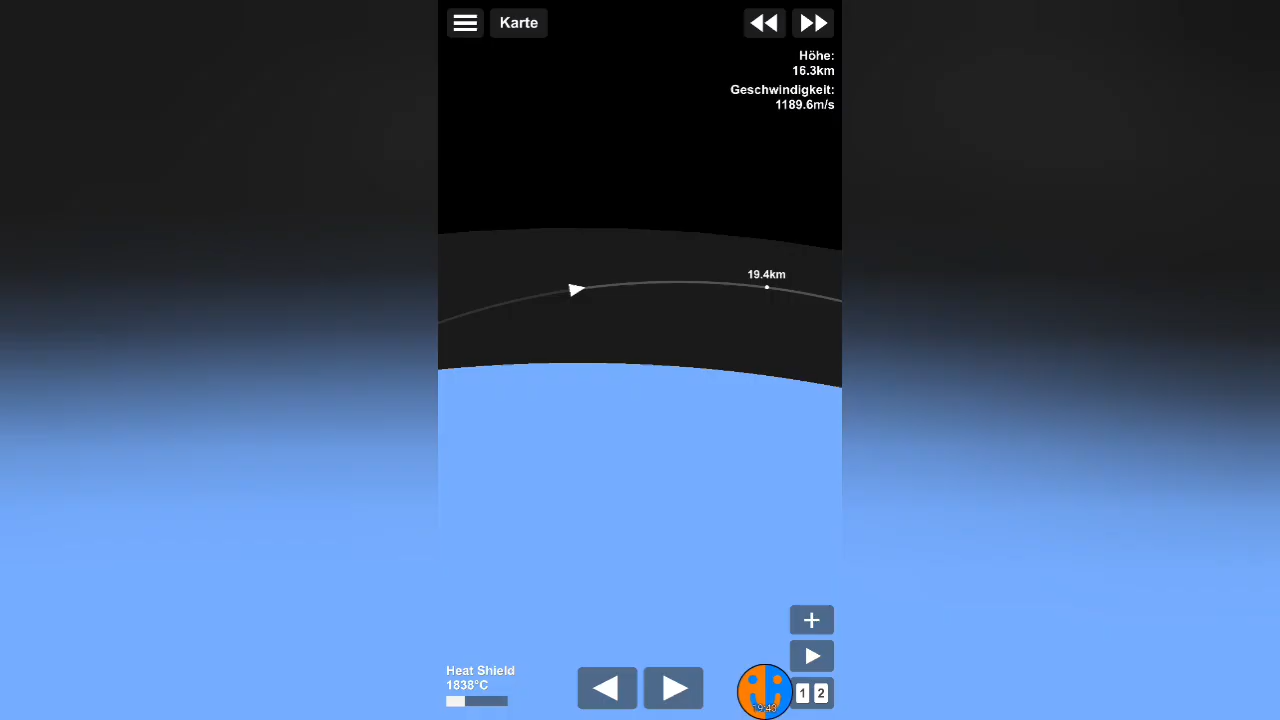 Karte
Höhe:
16.3km
Geschwindigkeit:
1189.6m/s
19.4km
Heat Shield
1838°C
1 2